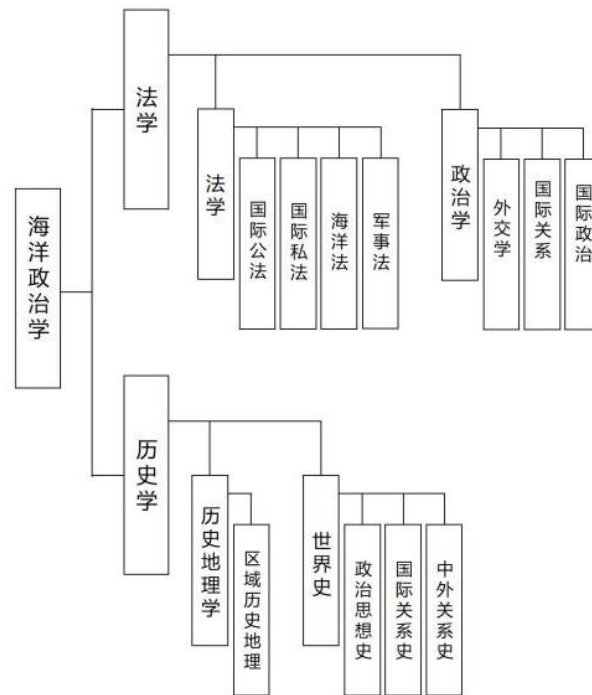 海洋政治学
法学
法学
国际公法
国际私法
海洋法
军事法
政治学
外交学
国际关系
国际政治
历史学
历史地理学
区域历史地理
世界史
政治思想史
国际关系史
中外关系史